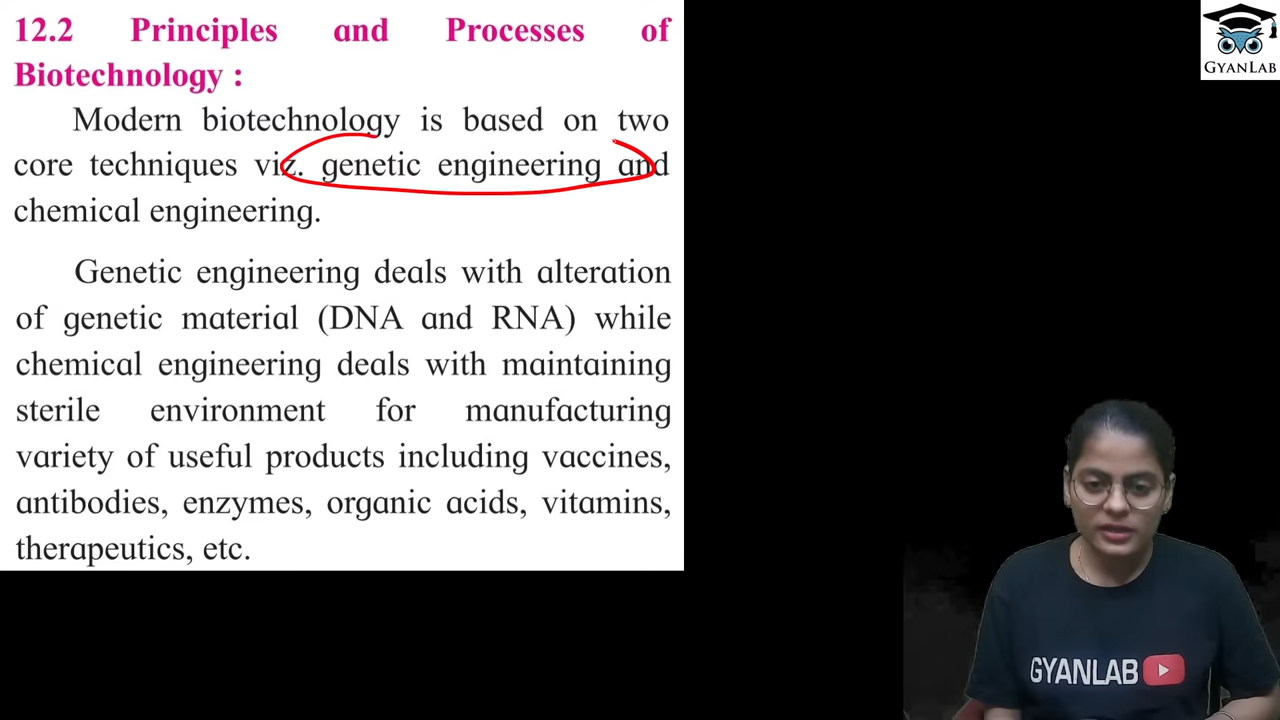 12.2 Principles and Processes of
Biotechnology :
Modern biotechnology is based on two
core techniques viz. genetic engineering and
chemical engineering.
Genetic engineering deals with alteration
of genetic material (DNA and RNA) while
chemical engineering deals with maintaining
sterile environment for manufacturing
variety of useful products including vaccines,
antibodies, enzymes, organic acids, vitamins,
therapeutics, etc.
GYANLAB
GYANLAB